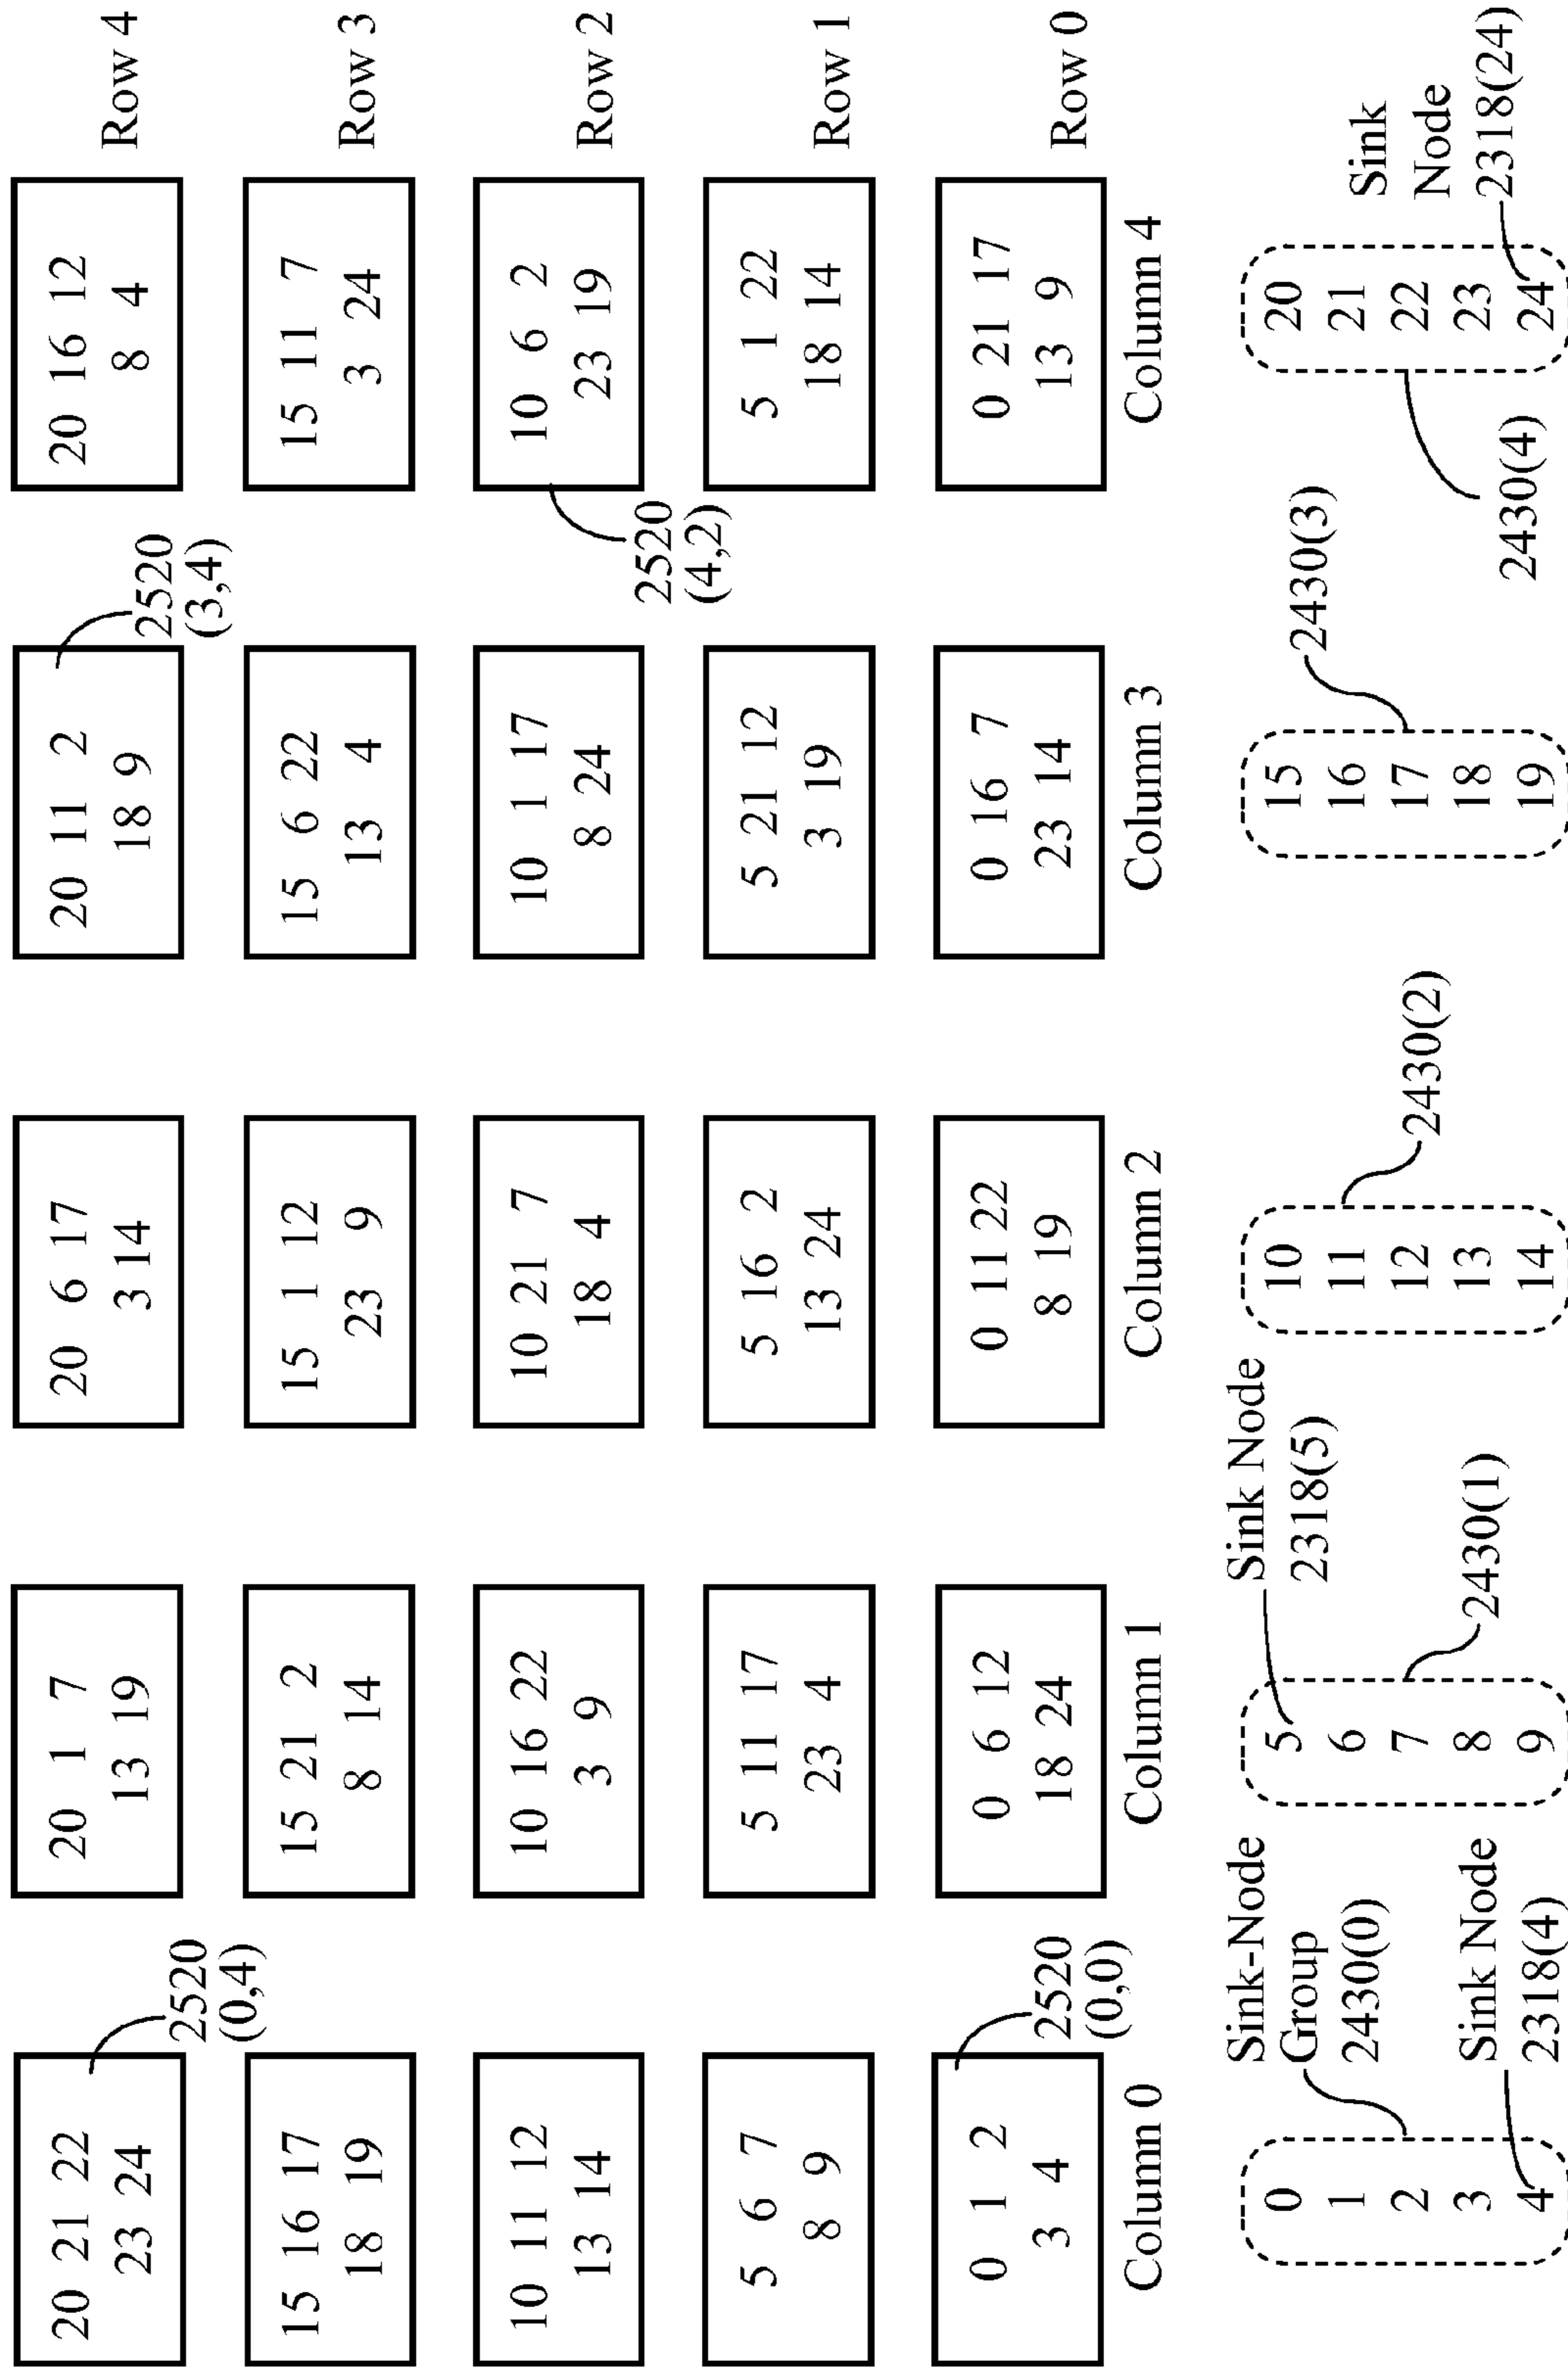 20 21 22
23 24
2520
(0,4)
20 1 7
13 19
20 6 17
3 14
20 11 2
18 9
2520
(3,4)
20 16 12
8 4
Row 4
15 16 17
18 19
15 21 2
8 14
15 1 12
23 9
15 6 22
13 4
15 11 7
3 24
Row 3
10 11 12
13 14
10 16 22
3 9
10 21 7
18 4
10 1 17
8 24
10 6 2
23 19
2520
(4,2)
Row 2
5 6 7
8 9
5 11 17
23 4
5 16 2
13 24
5 21 12
3 19
5 1 22
18 14
Row 1
0 1 2
3 4
2520
(0,0)
0 6 12
18 24
0 11 22
8 19
0 16 7
23 14
0 21 17
13 9
Row 0
Column 0
Column 1
Column 2
Column 3
Column 4
0
1
2
3
4
Sink-Node
Group
2430(0)
Sink Node
2318(4)
5
6
7
8
9
Sink Node
2318(5)
2430(1)
10
11
12
13
14
2430(2)
15
16
17
18
19
2430(3)
20
21
22
23
24
2430(4)
Sink
Node
2318(24)